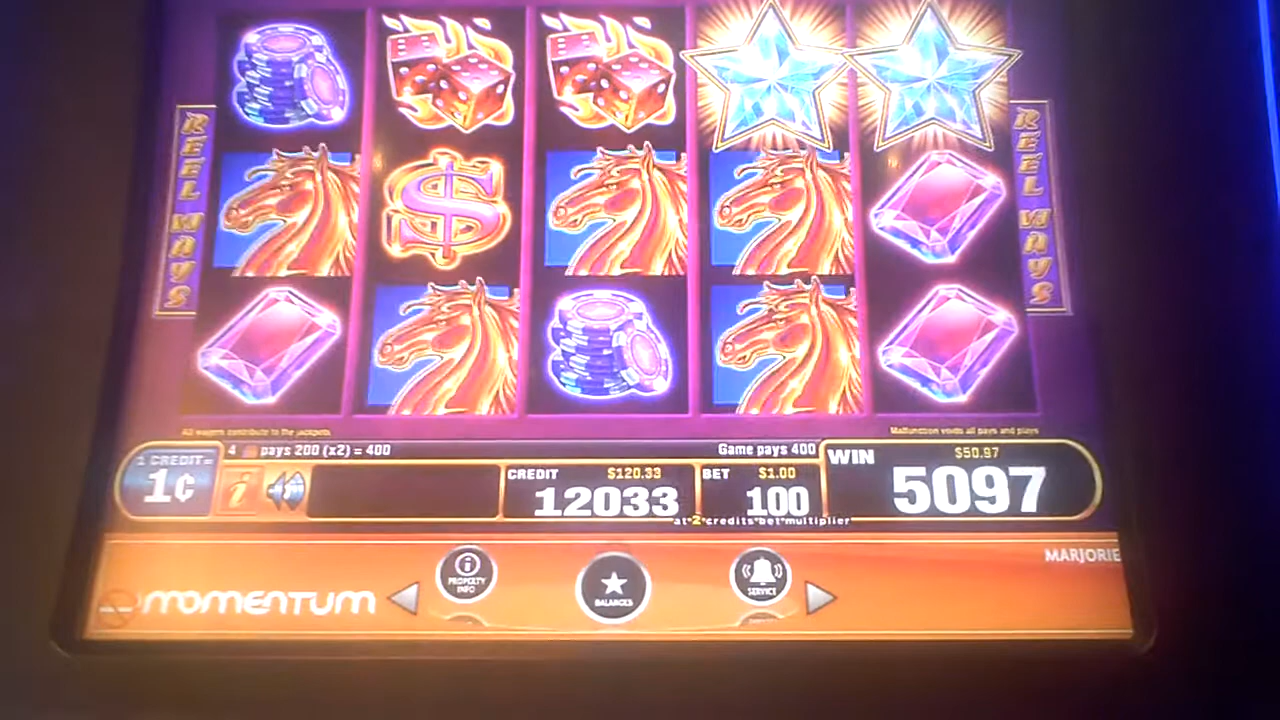 REEL WAYS
REEL WAYS
All wagers contribute to the jackpots
Malfunction voids all pays and plays
4 pays 200 (x2) = 400
Game pays 400
1 CREDIT=
1¢
i
CREDIT $120.33
12033
BET $1.00
100
WIN $50.97
5097
at 2 credits bet multiplier
MARJORIE
MOMENTUM
PROPERTY
INFO
BALANCES
SERVICE